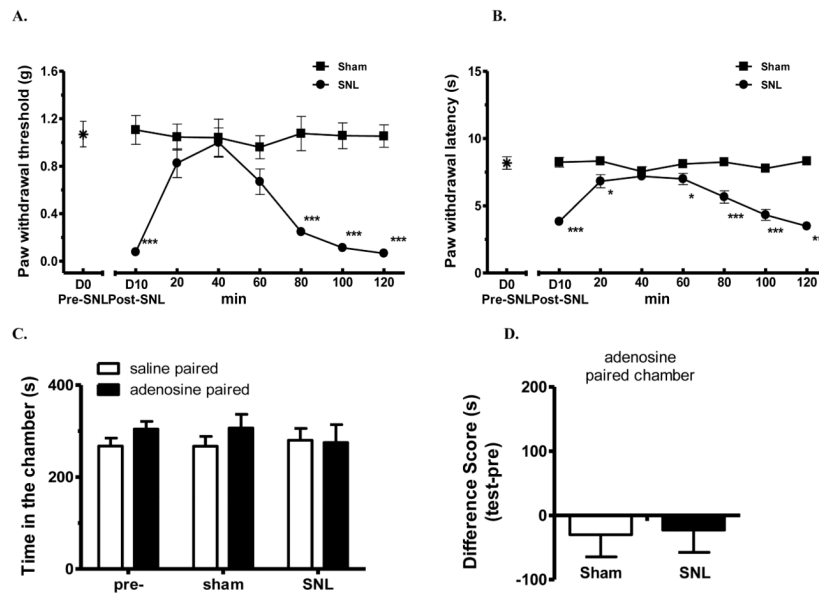 A.
Paw withdrawal threshold (g)
1.6
1.2
0.8
0.4
0.0
Sham
SNL
***
***
***
***
D0 D10 20 40 60 80 100 120
Pre-SNL Post-SNL min
B.
Paw withdrawal latency (s)
15
10
5
0
Sham
SNL
***
*
*
***
***
D0 D10 20 40 60 80 100 120
Pre-SNL Post-SNL min
C.
saline paired
adenosine paired
Time in the chamber (s)
400
200
0
pre- sham SNL
D.
adenosine
paired chamber
Difference Score (s)
(test-pre)
200
100
0
-100
Sham SNL